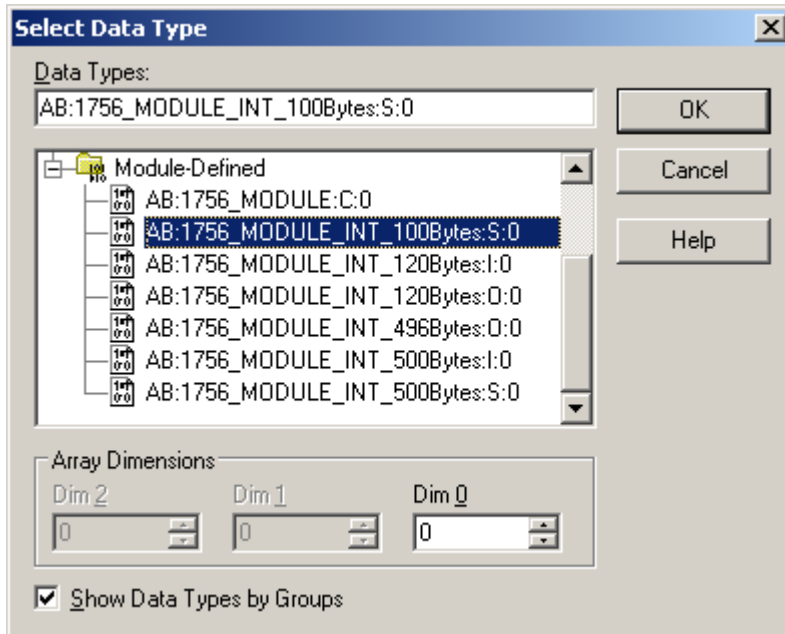 Select Data Type
Data Types:
AB:1756_MODULE_INT_100Bytes:S:0
OK
Module-Defined
Cancel
AB:1756_MODULE:C:0
AB:1756_MODULE_INT_100Bytes:S:0
Help
AB:1756_MODULE_INT_120Bytes:I:0
AB:1756_MODULE_INT_120Bytes:O:0
AB:1756_MODULE_INT_496Bytes:O:0
AB:1756_MODULE_INT_500Bytes:I:0
AB:1756_MODULE_INT_500Bytes:S:0
Array Dimensions
Dim 2 Dim 1 Dim 0
0 0 0
Show Data Types by Groups